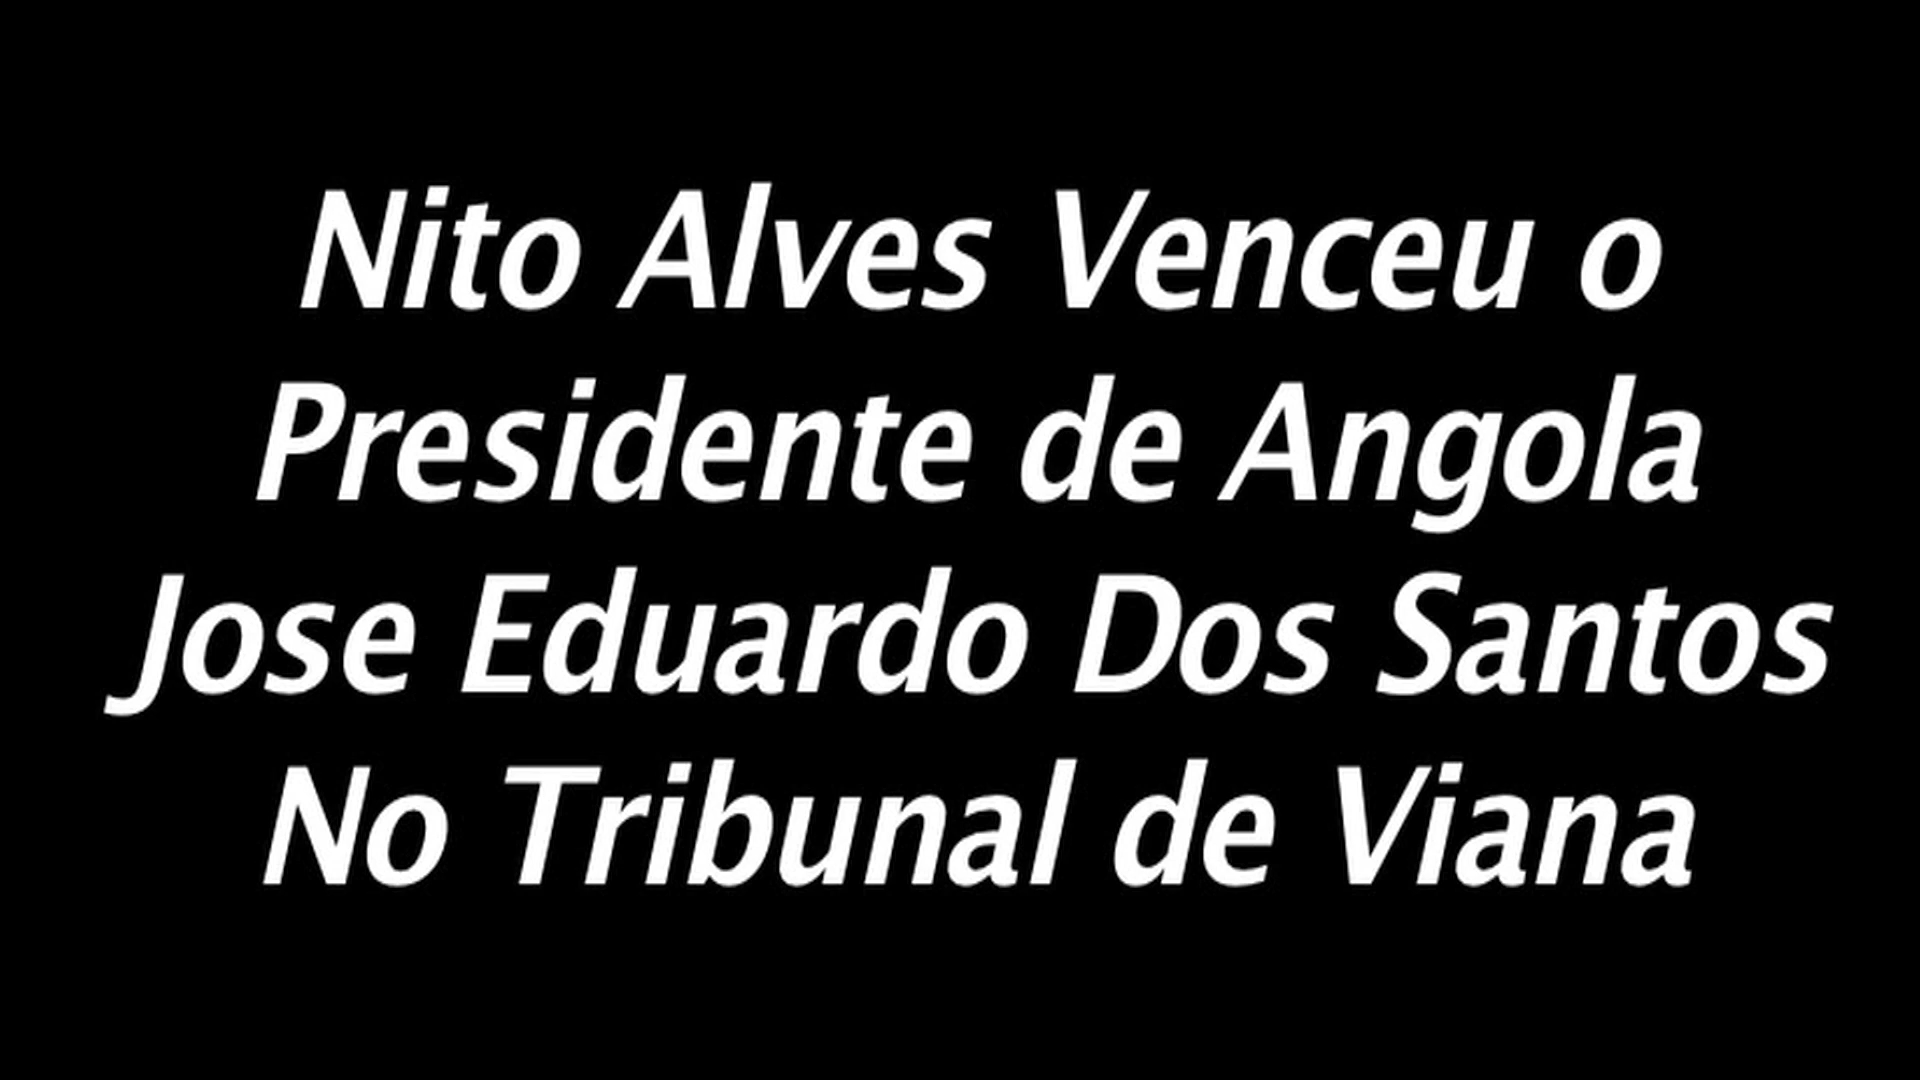 Nito Alves Venceu o
Presidente de Angola
Jose Eduardo Dos Santos
No Tribunal de Viana